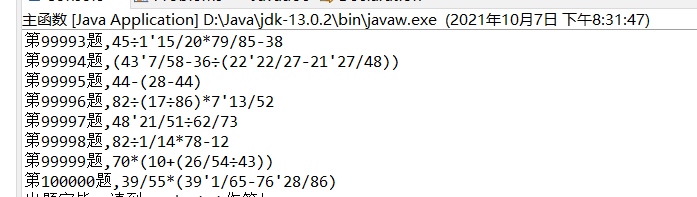 主函数 [Java Application] D:\Java\jdk-13.0.2\bin\javaw.exe  (2021年10月7日 下午8:31:47)
第99993题,45÷1'15/20*79/85-38
第99994题,(43'7/58-36÷(22'22/27-21'27/48))
第99995题,44-(28-44)
第99996题,82÷(17÷86)*7'13/52
第99997题,48'21/51÷62/73
第99998题,82÷1/14*78-12
第99999题,70*(10+(26/54÷43))
第100000题,39/55*(39'1/65-76'28/86)